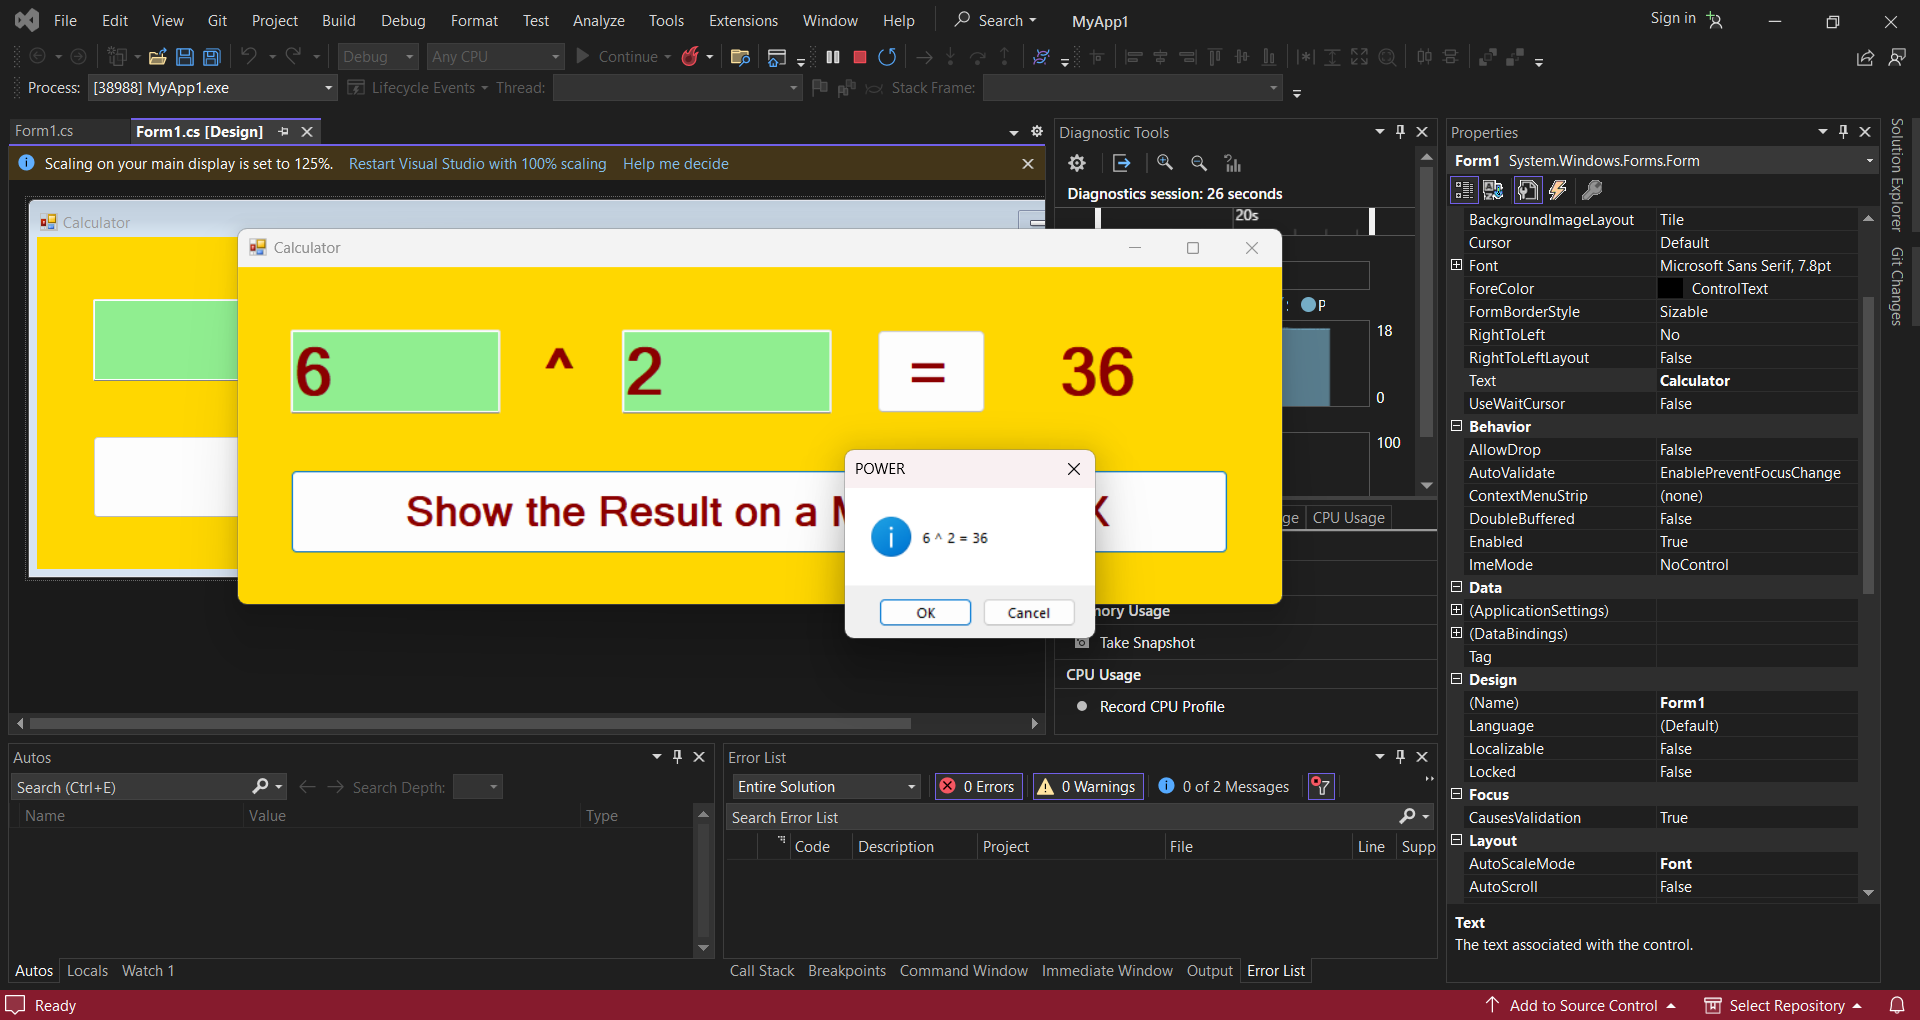 File Edit View Git Project Build Debug Format Test Analyze Tools Extensions Window Help Search MyApp1 Sign in
Debug Any CPU Continue
Process: [38988] MyApp1.exe Lifecycle Events Thread: Stack Frame:
Form1.cs Form1.cs [Design]
Scaling on your main display is set to 125%. Restart Visual Studio with 100% scaling Help me decide
Calculator
Calculator
6 ^ 2 = 36
Show the Result on a
POWER
6 ^ 2 = 36
OK Cancel
Diagnostic Tools
Diagnostics session: 26 seconds
20s
P
18
0
100
CPU Usage
Usage
Take Snapshot
CPU Usage
Record CPU Profile
Properties
Form1 System.Windows.Forms.Form
BackgroundImageLayout Tile
Cursor Default
Font Microsoft Sans Serif, 7.8pt
ForeColor ControlText
FormBorderStyle Sizable
RightToLeft No
RightToLeftLayout False
Text Calculator
UseWaitCursor False
Behavior
AllowDrop False
AutoValidate EnablePreventFocusChange
ContextMenuStrip (none)
DoubleBuffered False
Enabled True
ImeMode NoControl
Data
(ApplicationSettings)
(DataBindings)
Tag
Design
(Name) Form1
Language (Default)
Localizable False
Locked False
Focus
CausesValidation True
Layout
AutoScaleMode Font
AutoScroll False
Text
The text associated with the control.
Solution Explorer
Git Changes
Autos
Search (Ctrl+E) Search Depth:
Name Value Type
Autos Locals Watch 1
Error List
Entire Solution 0 Errors 0 Warnings 0 of 2 Messages
Search Error List
Code Description Project File Line Supp
Call Stack Breakpoints Command Window Immediate Window Output Error List
Ready Add to Source Control Select Repository